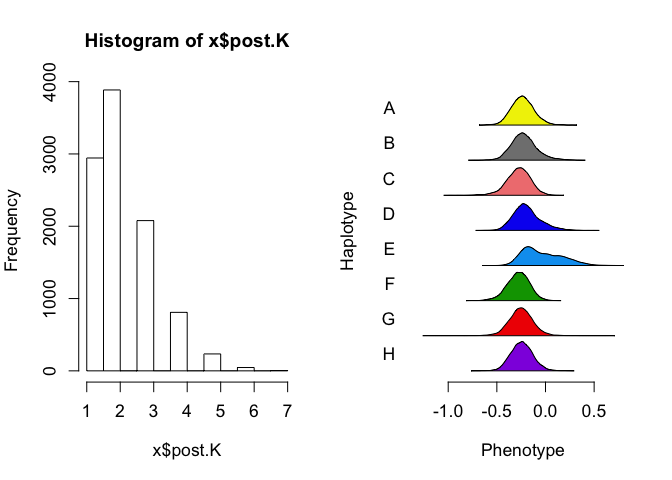 Histogram of x$post.K
Frequency
0
1000
2000
3000
4000
1 2 3 4 5 6 7
x$post.K
Haplotype
A
B
C
D
E
F
G
H
-1.0 -0.5 0.0 0.5
Phenotype